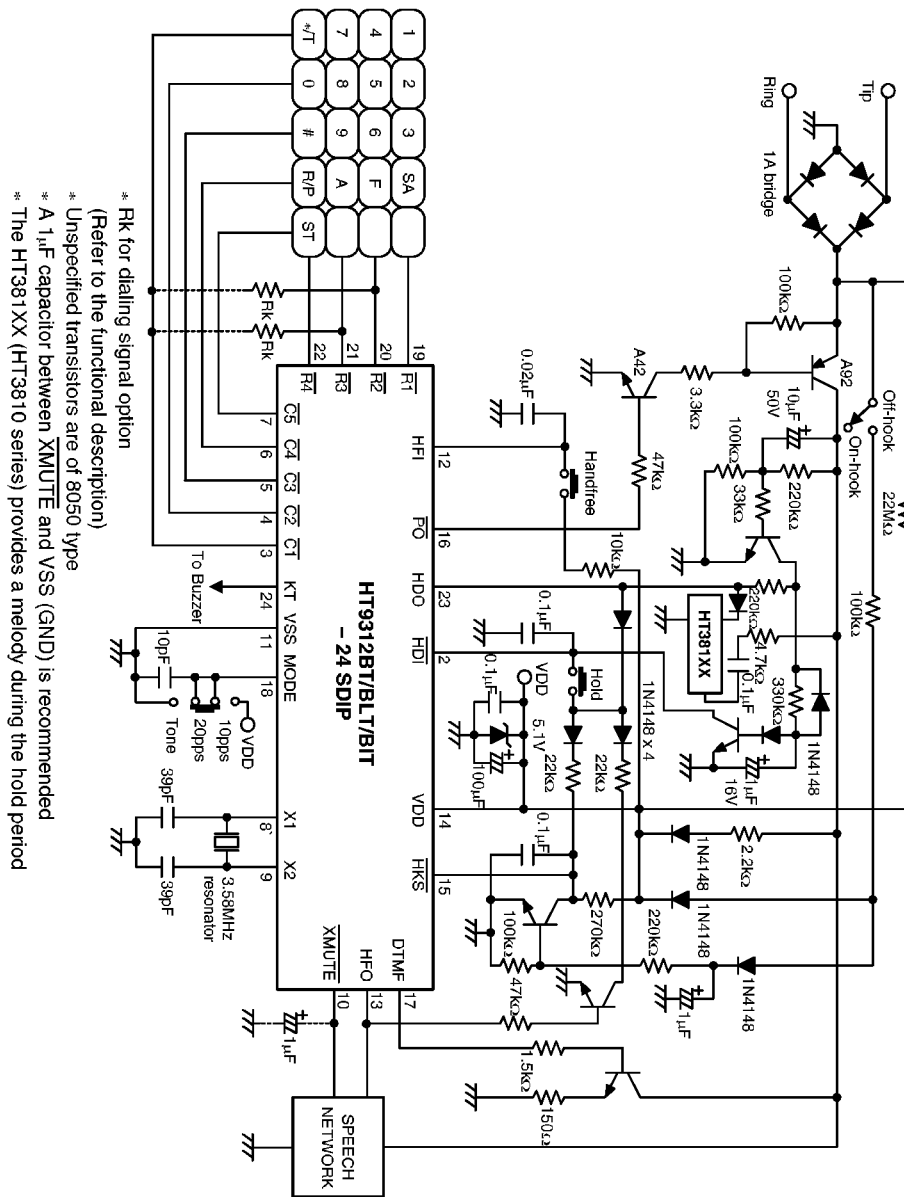 Tip
Ring
1A bridge
100kΩ
A92
Off-hook
On-hook
22MΩ
100kΩ
10µF
50V
100kΩ
220kΩ
33kΩ
3.3kΩ
A42
47kΩ
220kΩ
HT381XX
4.7kΩ
0.1µF
330kΩ
1N4148
1µF
16V
0.02µF
Handfree
10kΩ
0.1µF
Hold
1N4148 x 4
VDD
0.1µF
5.1V
100µF
22kΩ
22kΩ
0.1µF
2.2kΩ
1N4148
1N4148
1N4148
270kΩ
220kΩ
100kΩ
47kΩ
1µF
1.5kΩ
150Ω
1 2 3 SA
4 5 6 F
7 8 9 A
*/T 0 # R/P ST
Rk
Rk
19
20
21
22
R1
R2
R3
R4
HFI
12
PO
16
HDO
23
HDI
2
VDD
14
HKS
15
DTMF
17
HFO
13
XMUTE
10
HT9312BT/BLT/BIT
– 24 SDIP
C5
7
C4
6
C3
5
C2
4
C1
3
KT
24
VSS
11
MODE
18
X1
8`
X2
9
To Buzzer
10pF
VDD
10pps
20pps
Tone
39pF
39pF
3.58MHz
resonator
1µF
SPEECH
NETWORK
* Rk for dialing signal option
(Refer to the functional description)
* Unspecified transistors are of 8050 type
* A 1µF capacitor between XMUTE and VSS (GND) is recommended
* The HT381XX (HT3810 series) provides a melody during the hold period